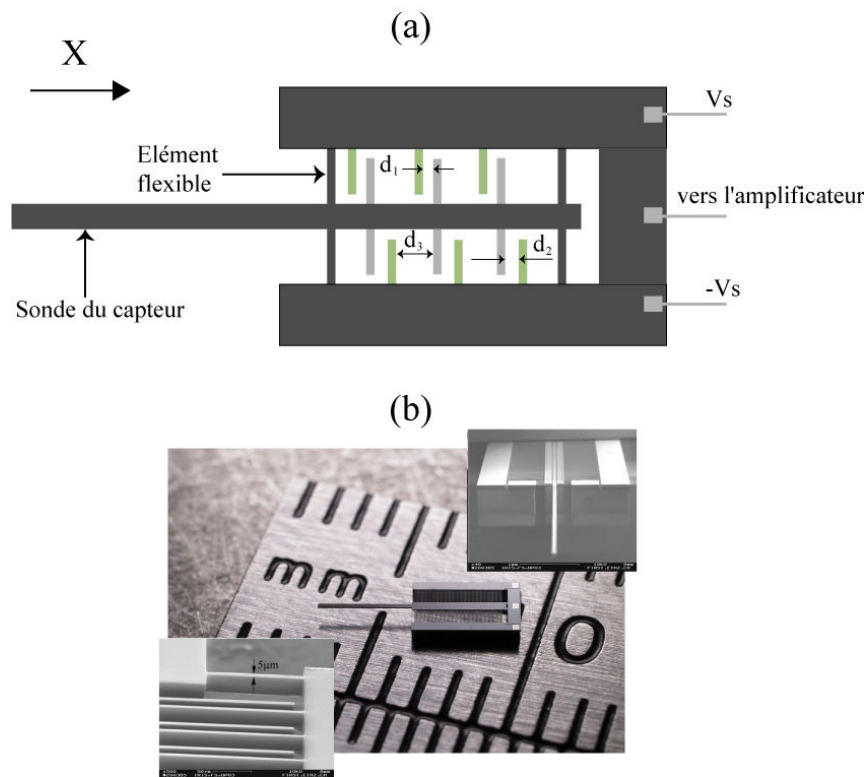 (a)
X
Vs
Elément
flexible
d₁
vers l'amplificateur
d₃
d₂
Sonde du capteur
-Vs
(b)
mm
5µm
0